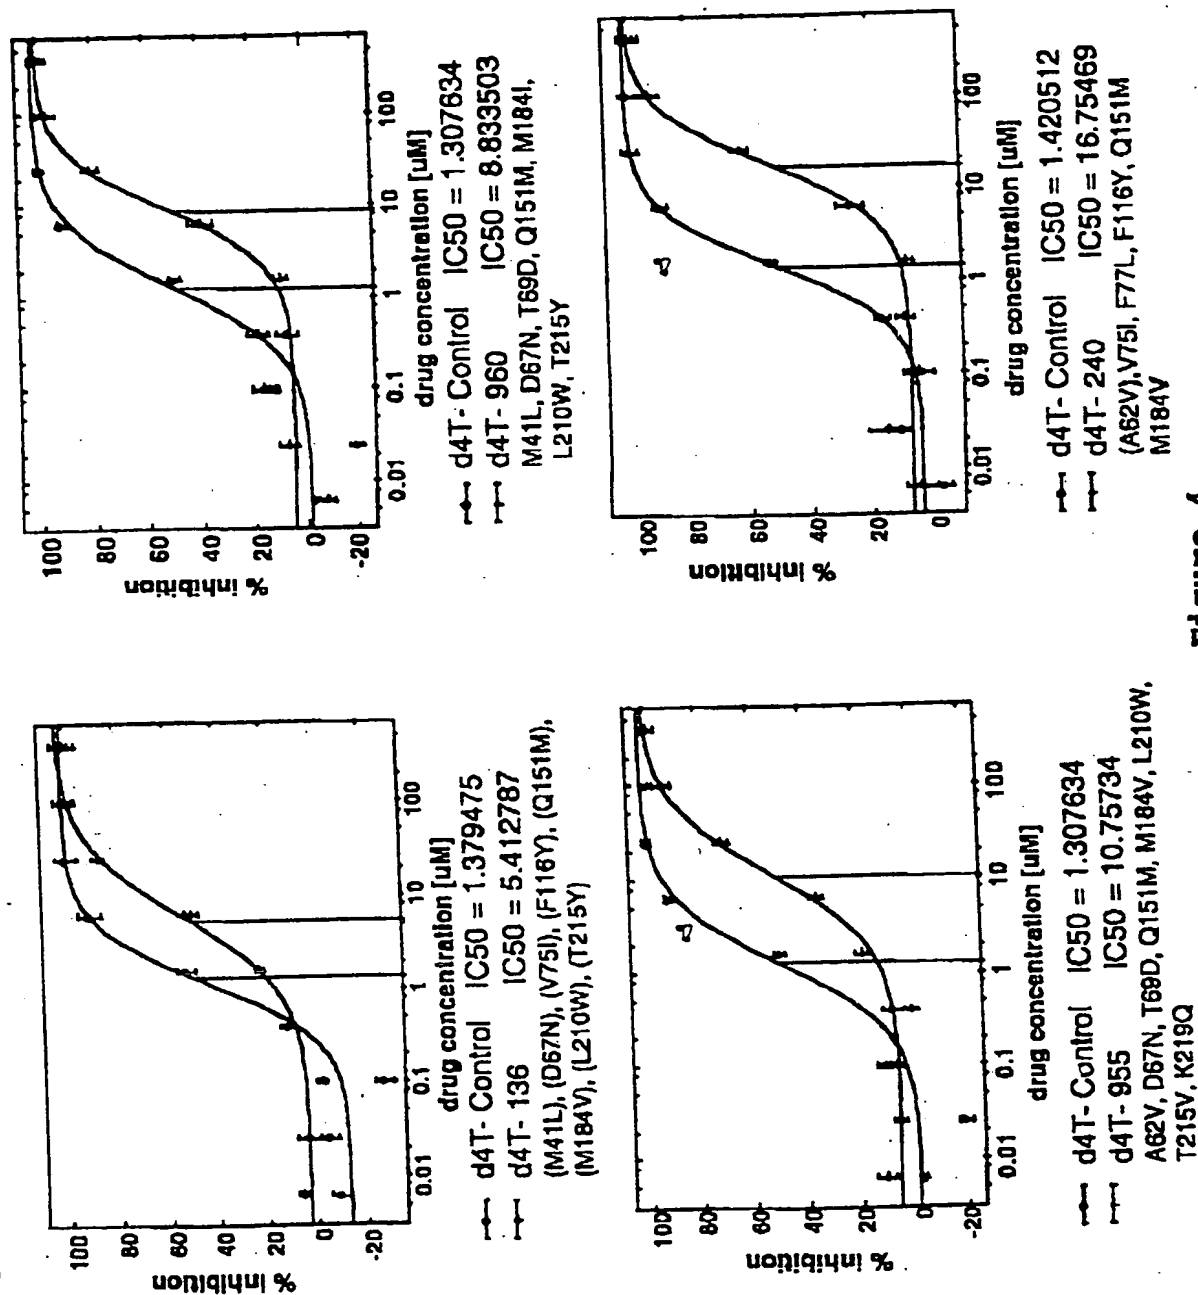 % inhibition
100
80
60
40
20
0
-20
0.01 0.1 1 10 100
drug concentration [uM]
d4T- Control IC50 = 1.379475
d4T- 136 IC50 = 5.412787
(M41L), (D67N), (V75I), (F116Y), (Q151M),
(M184V), (L210W), (T215Y)
% inhibition
100
80
60
40
20
0
-20
0.01 0.1 1 10 100
drug concentration [uM]
d4T- Control IC50 = 1.307634
d4T- 960 IC50 = 8.833503
M41L, D67N, T69D, Q151M, M184I,
L210W, T215Y
% inhibition
100
80
60
40
20
0
-20
0.01 0.1 1 10 100
drug concentration [uM]
d4T- Control IC50 = 1.307634
d4T- 955 IC50 = 10.75734
A62V, D67N, T69D, Q151M, M184V, L210W,
T215V, K219Q
% inhibition
100
80
60
40
20
0
0.01 0.1 1 10 100
drug concentration [uM]
d4T- Control IC50 = 1.420512
d4T- 240 IC50 = 16.75469
(A62V),V75I, F77L, F116Y, Q151M
M184V